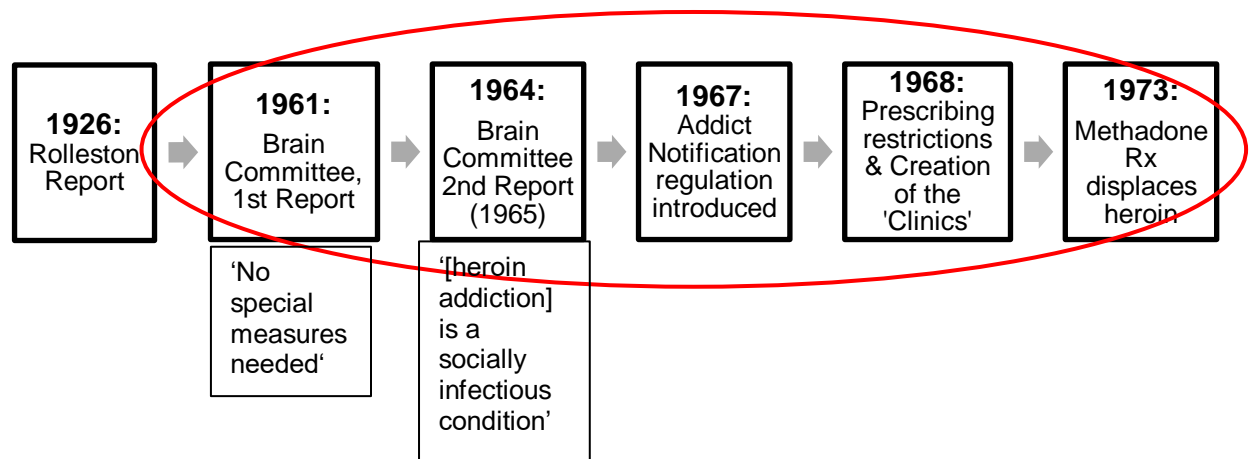 1926:
Rolleston
Report
1961:
Brain
Committee,
1st Report
1964:
Brain
Committee
2nd Report
(1965)
1967:
Addict
Notification
regulation
introduced
1968:
Prescribing
restrictions
& Creation
of the
'Clinics'
1973:
Methadone
Rx
displaces
heroin
‘No
special
measures
needed‘
‘[heroin
addiction]
is a
socially
infectious
condition’